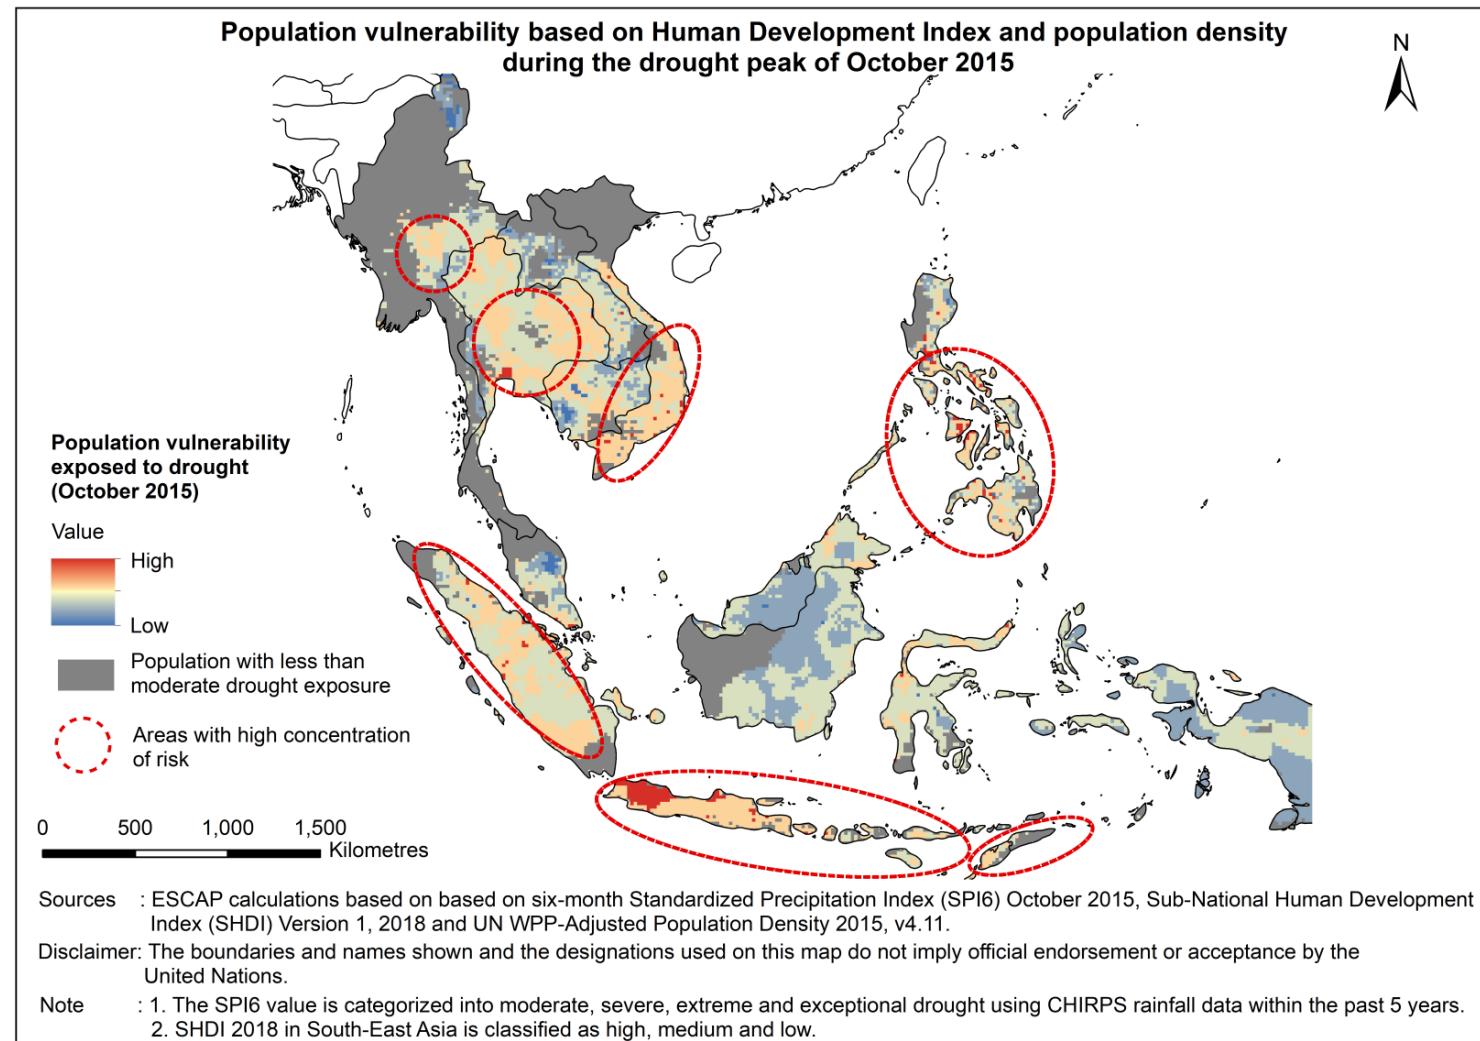 Population vulnerability based on Human Development Index and population density
during the drought peak of October 2015
N
Population vulnerability
exposed to drought
(October 2015)
Value
High
Low
Population with less than
moderate drought exposure
Areas with high concentration
of risk
0 500 1,000 1,500
Kilometres
Sources : ESCAP calculations based on based on six-month Standardized Precipitation Index (SPI6) October 2015, Sub-National Human Development
Index (SHDI) Version 1, 2018 and UN WPP-Adjusted Population Density 2015, v4.11.
Disclaimer: The boundaries and names shown and the designations used on this map do not imply official endorsement or acceptance by the
United Nations.
Note : 1. The SPI6 value is categorized into moderate, severe, extreme and exceptional drought using CHIRPS rainfall data within the past 5 years.
2. SHDI 2018 in South-East Asia is classified as high, medium and low.